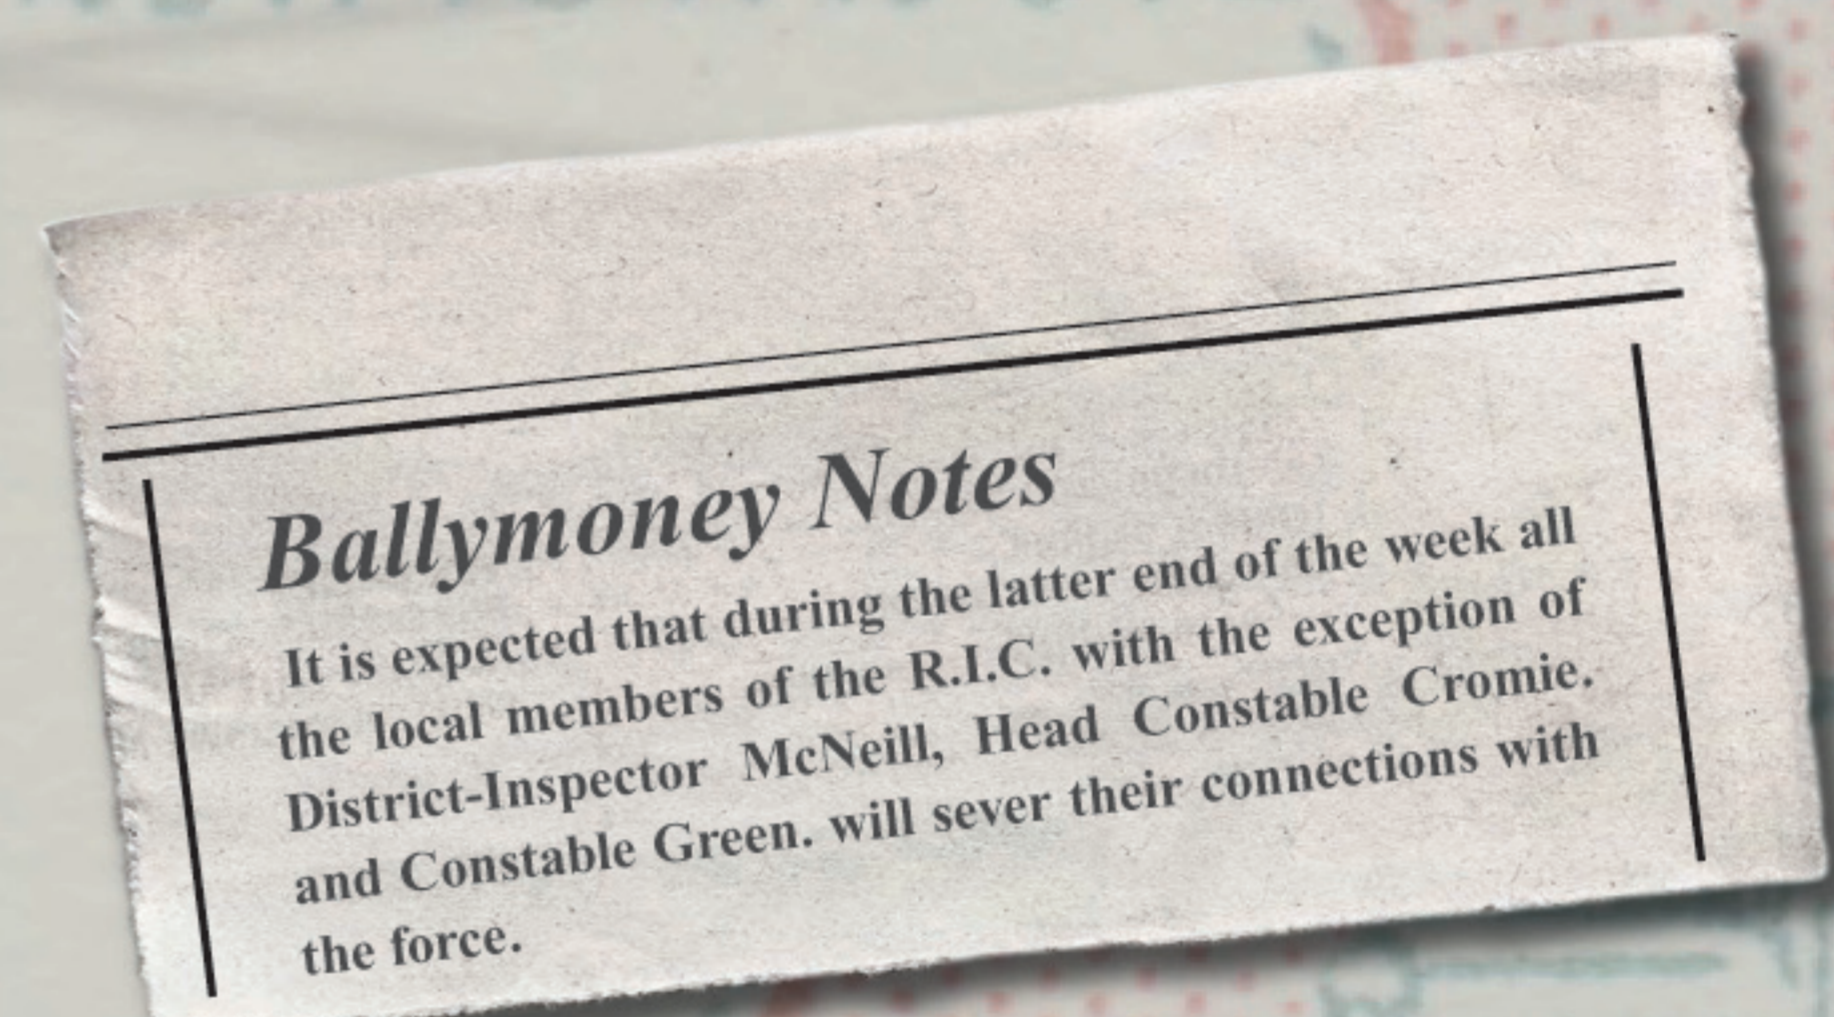 Ballymoney Notes
It is expected that during the latter end of the week all
the local members of the R.I.C. with the exception of
District-Inspector McNeill, Head Constable Cromie.
and Constable Green. will sever their connections with
the force.